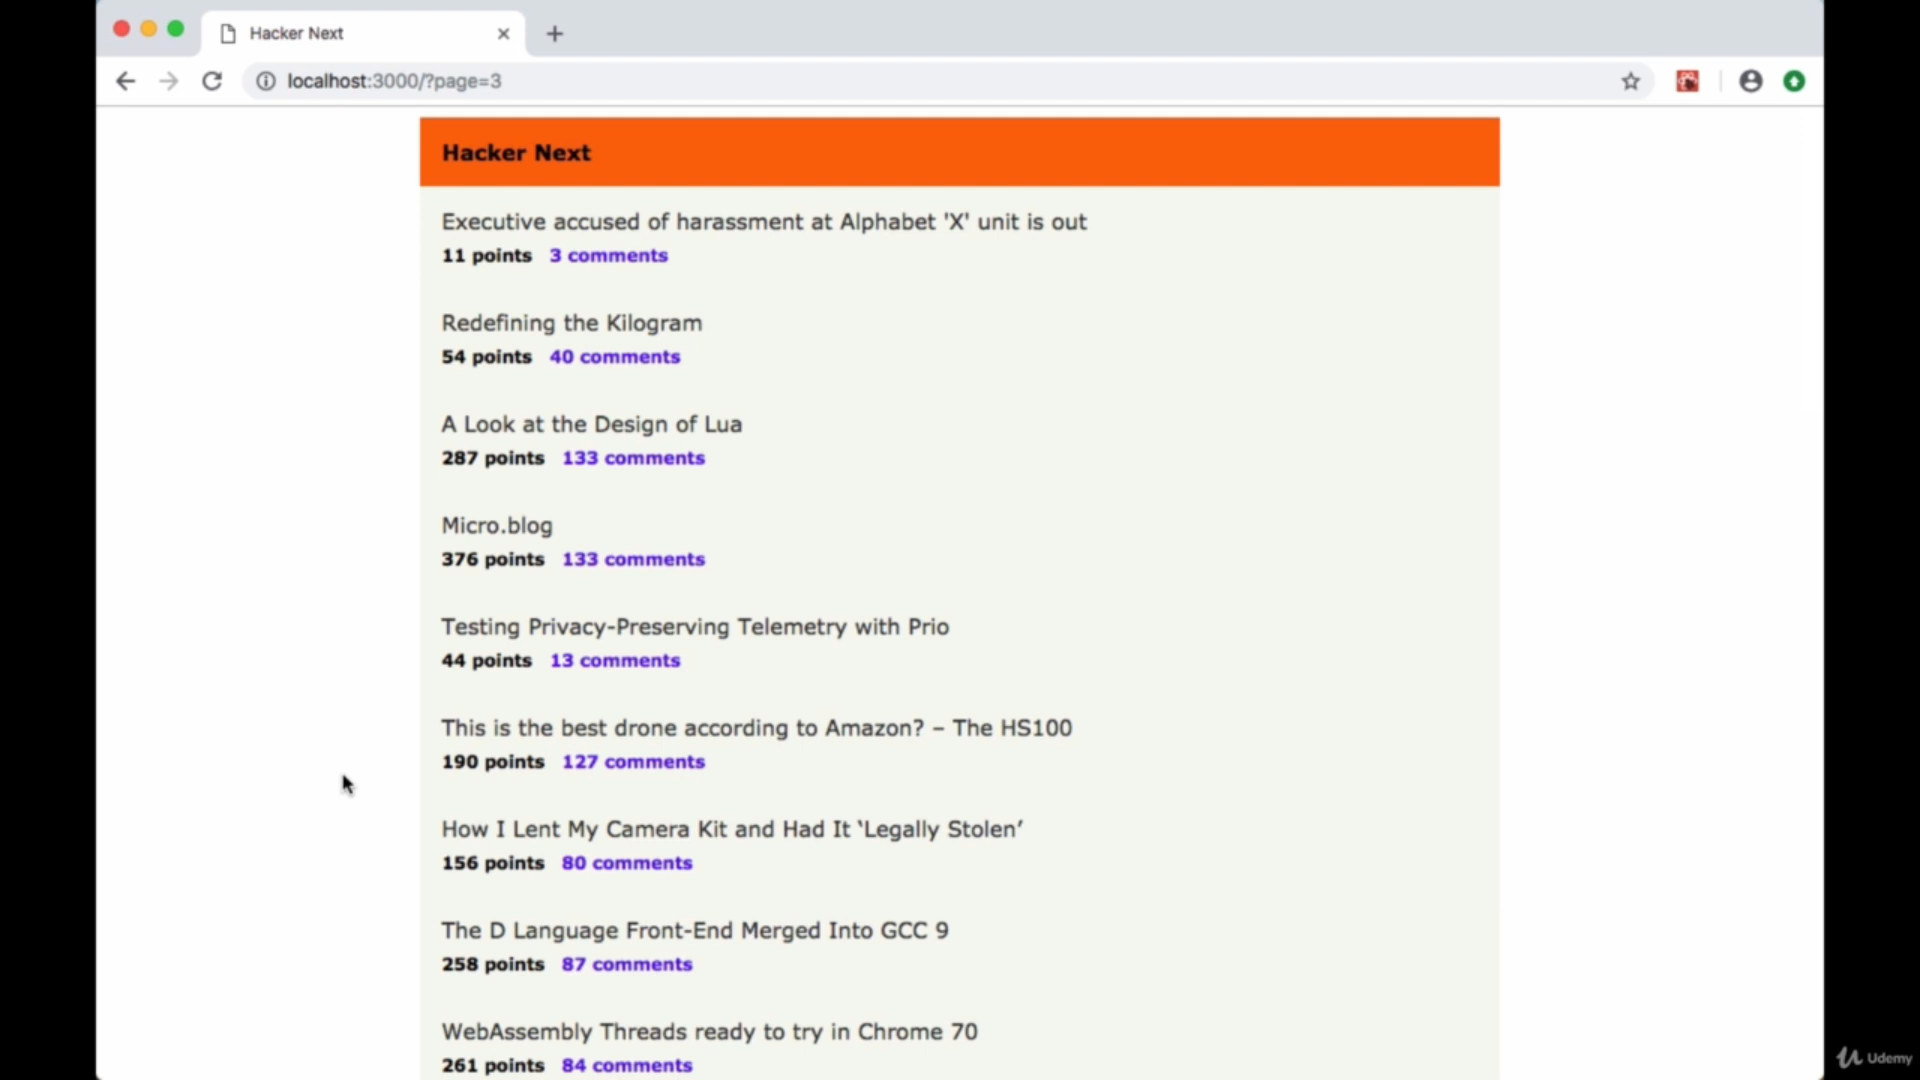 Hacker Next
localhost:3000/?page=3
Hacker Next
Executive accused of harassment at Alphabet 'X' unit is out
11 points 3 comments
Redefining the Kilogram
54 points 40 comments
A Look at the Design of Lua
287 points 133 comments
Micro.blog
376 points 133 comments
Testing Privacy-Preserving Telemetry with Prio
44 points 13 comments
This is the best drone according to Amazon? – The HS100
190 points 127 comments
How I Lent My Camera Kit and Had It ‘Legally Stolen’
156 points 80 comments
The D Language Front-End Merged Into GCC 9
258 points 87 comments
WebAssembly Threads ready to try in Chrome 70
261 points 84 comments
Udemy